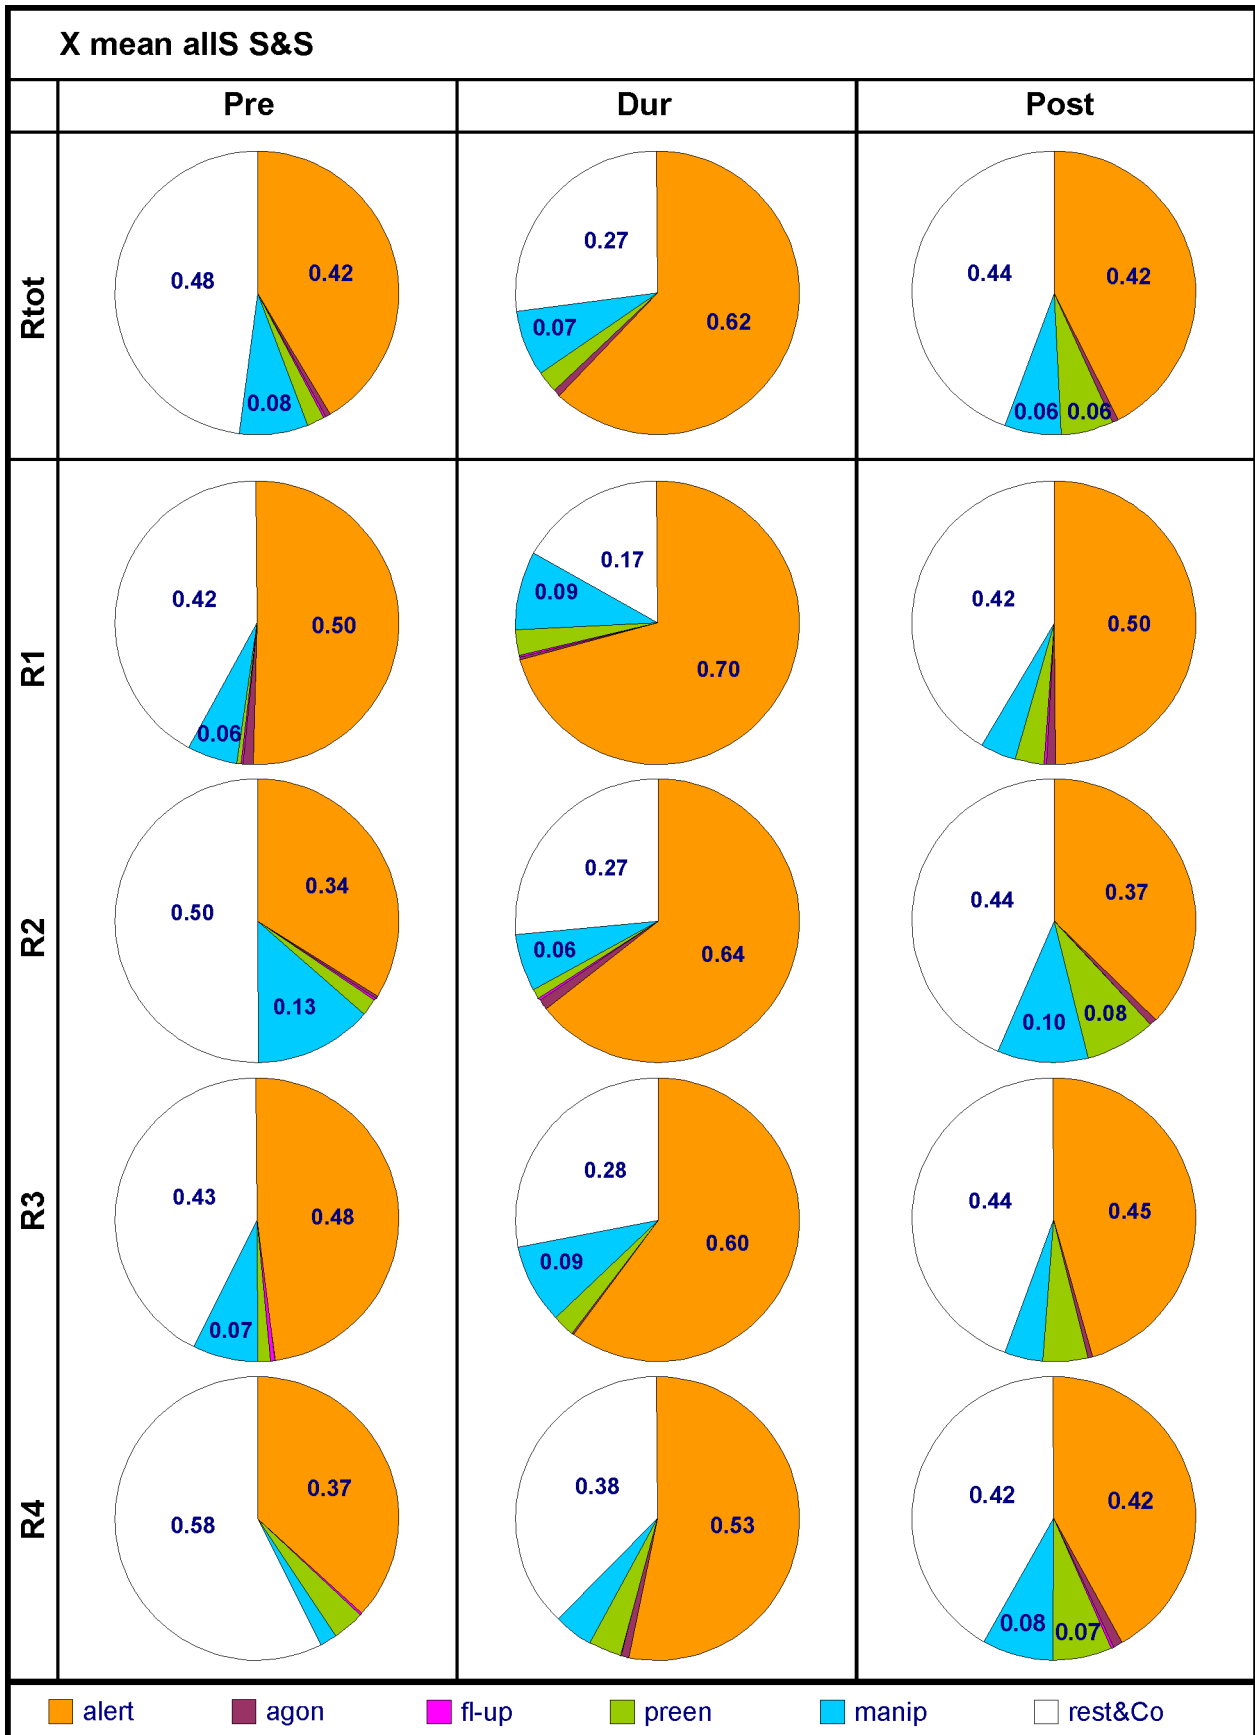 X mean allS S&S
Pre Dur Post
Rtot
0.48 0.42 0.08
0.27 0.07 0.62
0.44 0.42 0.06 0.06
R1
0.42 0.50 0.06
0.17 0.09 0.70
0.42 0.50
R2
0.50 0.34 0.13
0.27 0.06 0.64
0.44 0.37 0.10 0.08
R3
0.43 0.48 0.07
0.28 0.09 0.60
0.44 0.45
R4
0.58 0.37
0.38 0.53
0.42 0.42 0.08 0.07
alert agon fl-up preen manip rest&Co